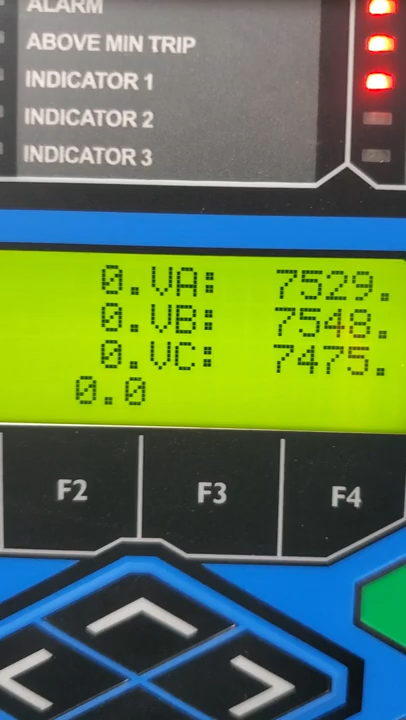 ALARM
ABOVE MIN TRIP
INDICATOR 1
INDICATOR 2
INDICATOR 3
0.VA: 7529.
0.VB: 7548.
0.VC: 7475.
0.0
F2 F3 F4